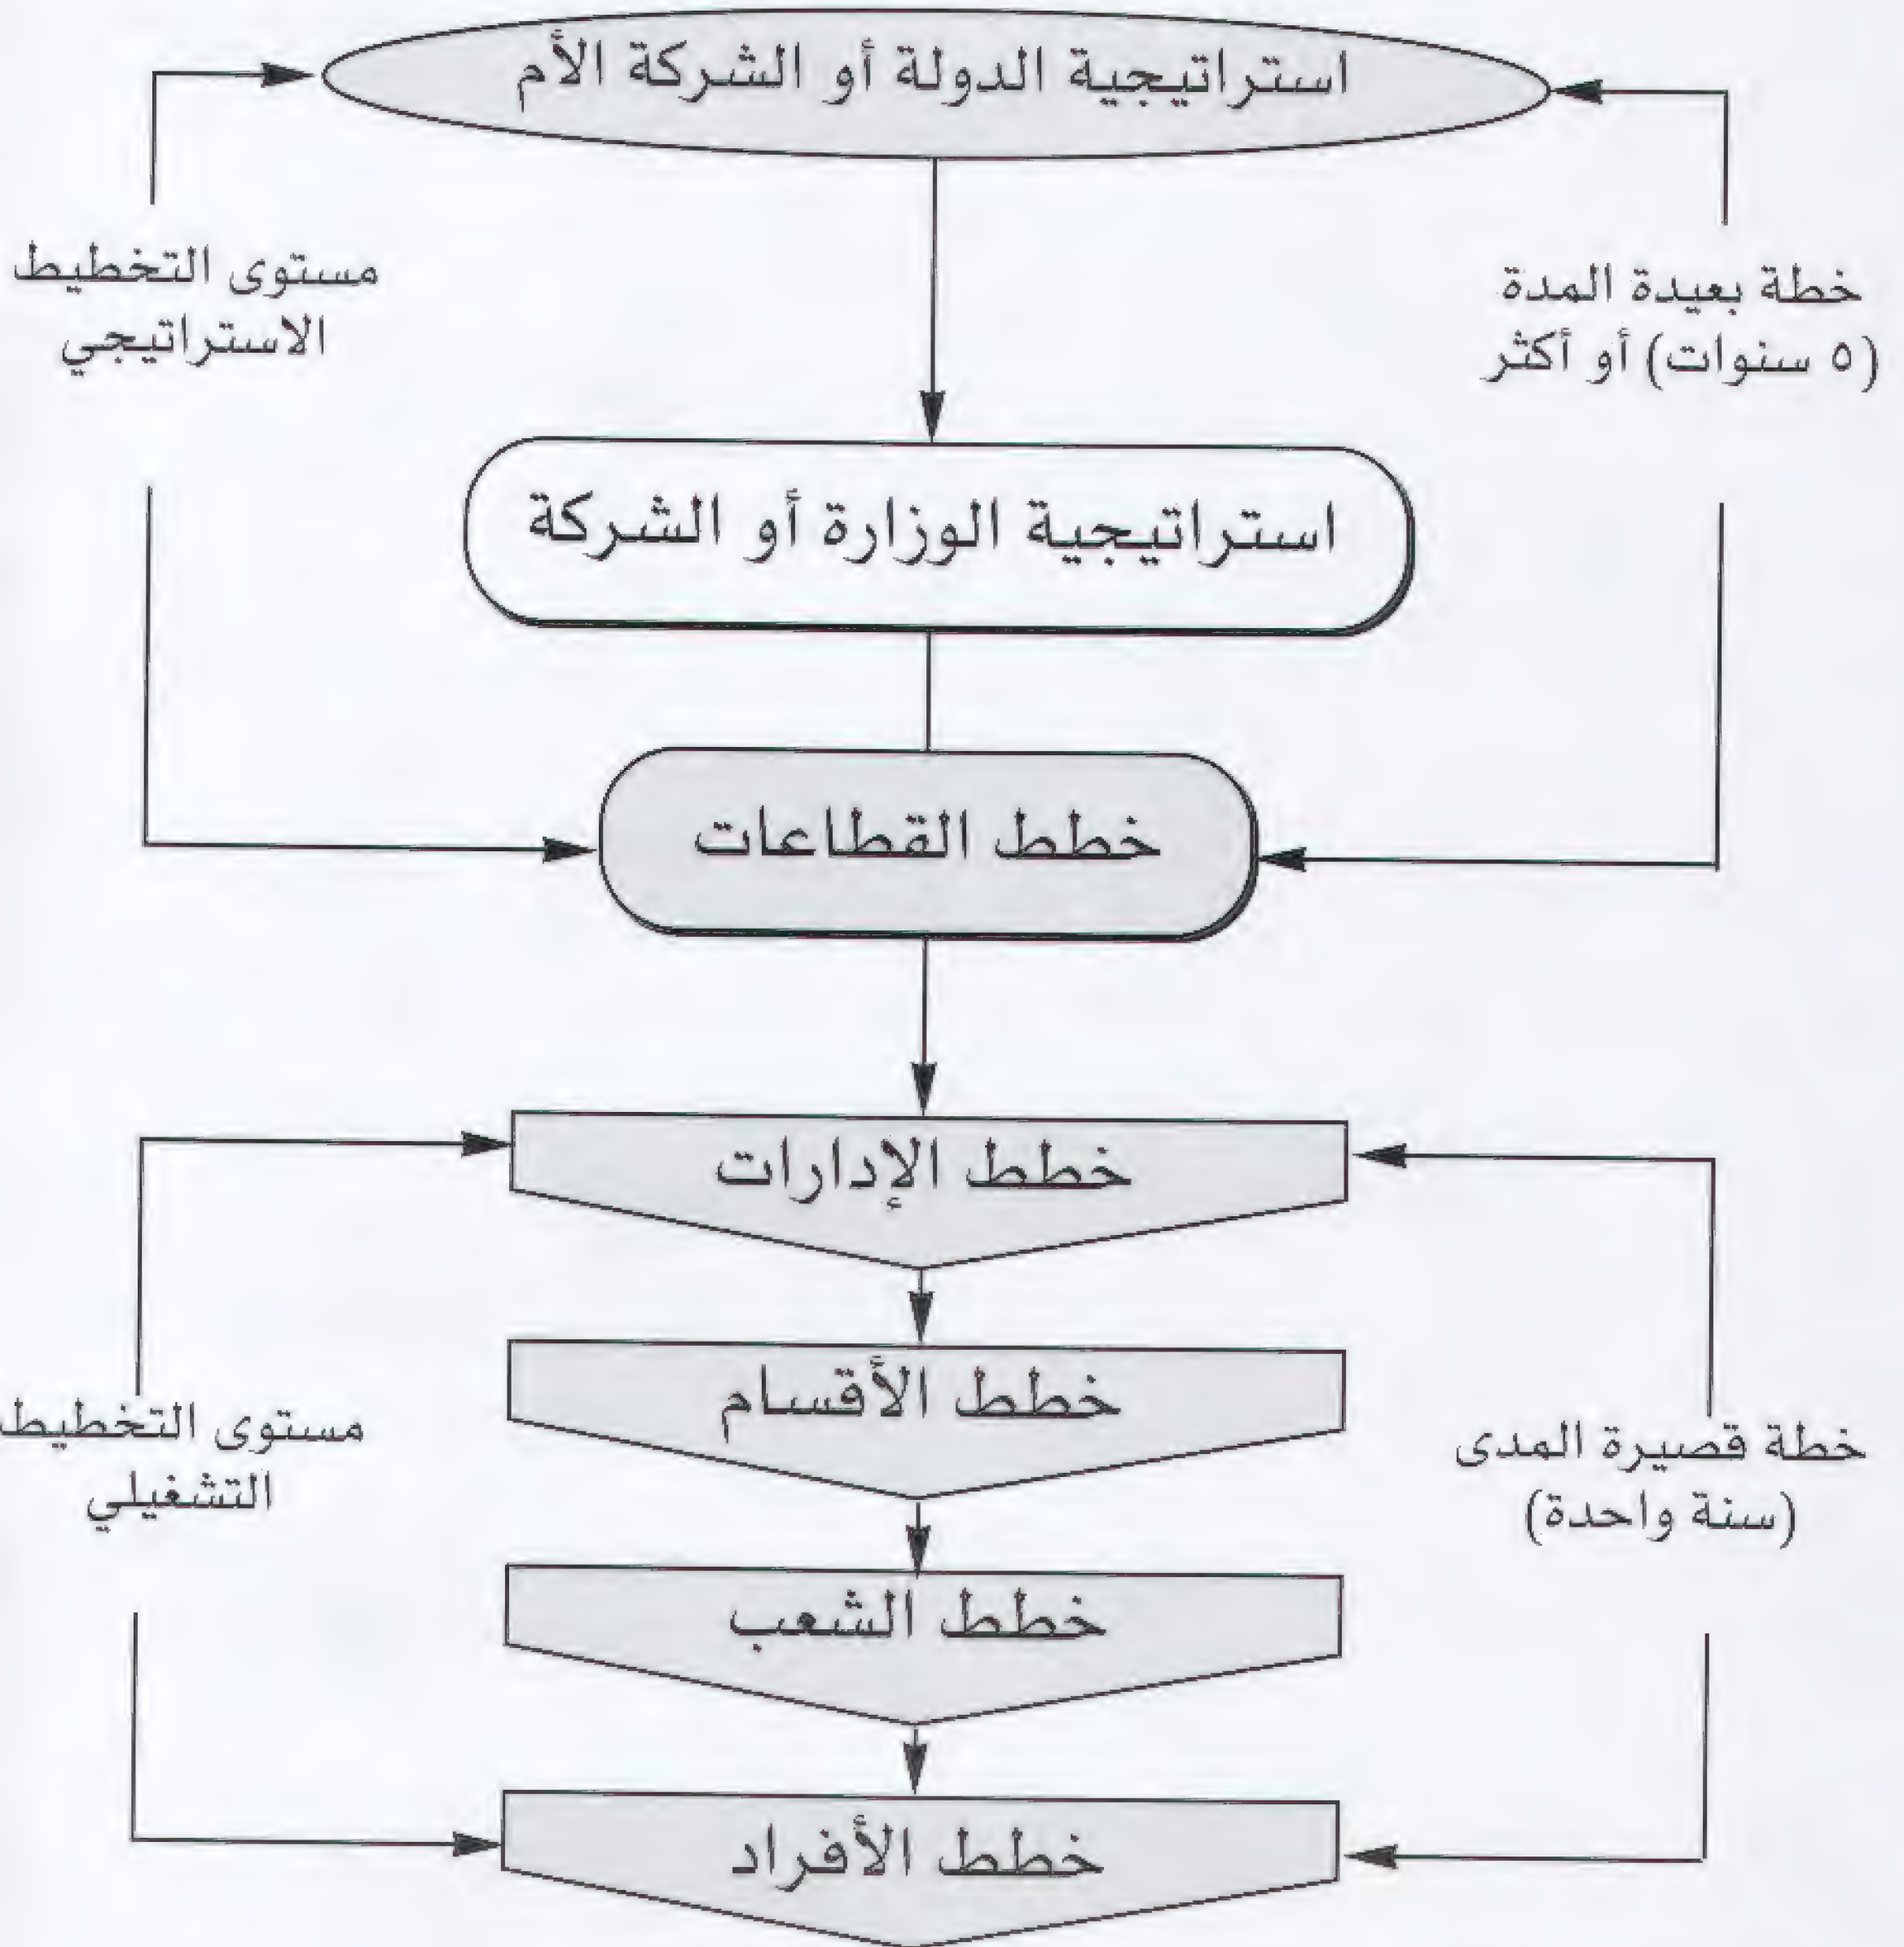 استراتيجية الدولة أو الشركة الأم
خطة بعيدة المدة
(٥ سنوات) أو أكثر
مستوى التخطيط
الاستراتيجي
استراتيجية الوزارة أو الشركة
خطط القطاعات
خطط الإدارات
خطط الأقسام
خطة قصيرة المدى
(سنة واحدة)
مستوى التخطيط
التشغيلي
خطط الشعب
خطط الأفراد